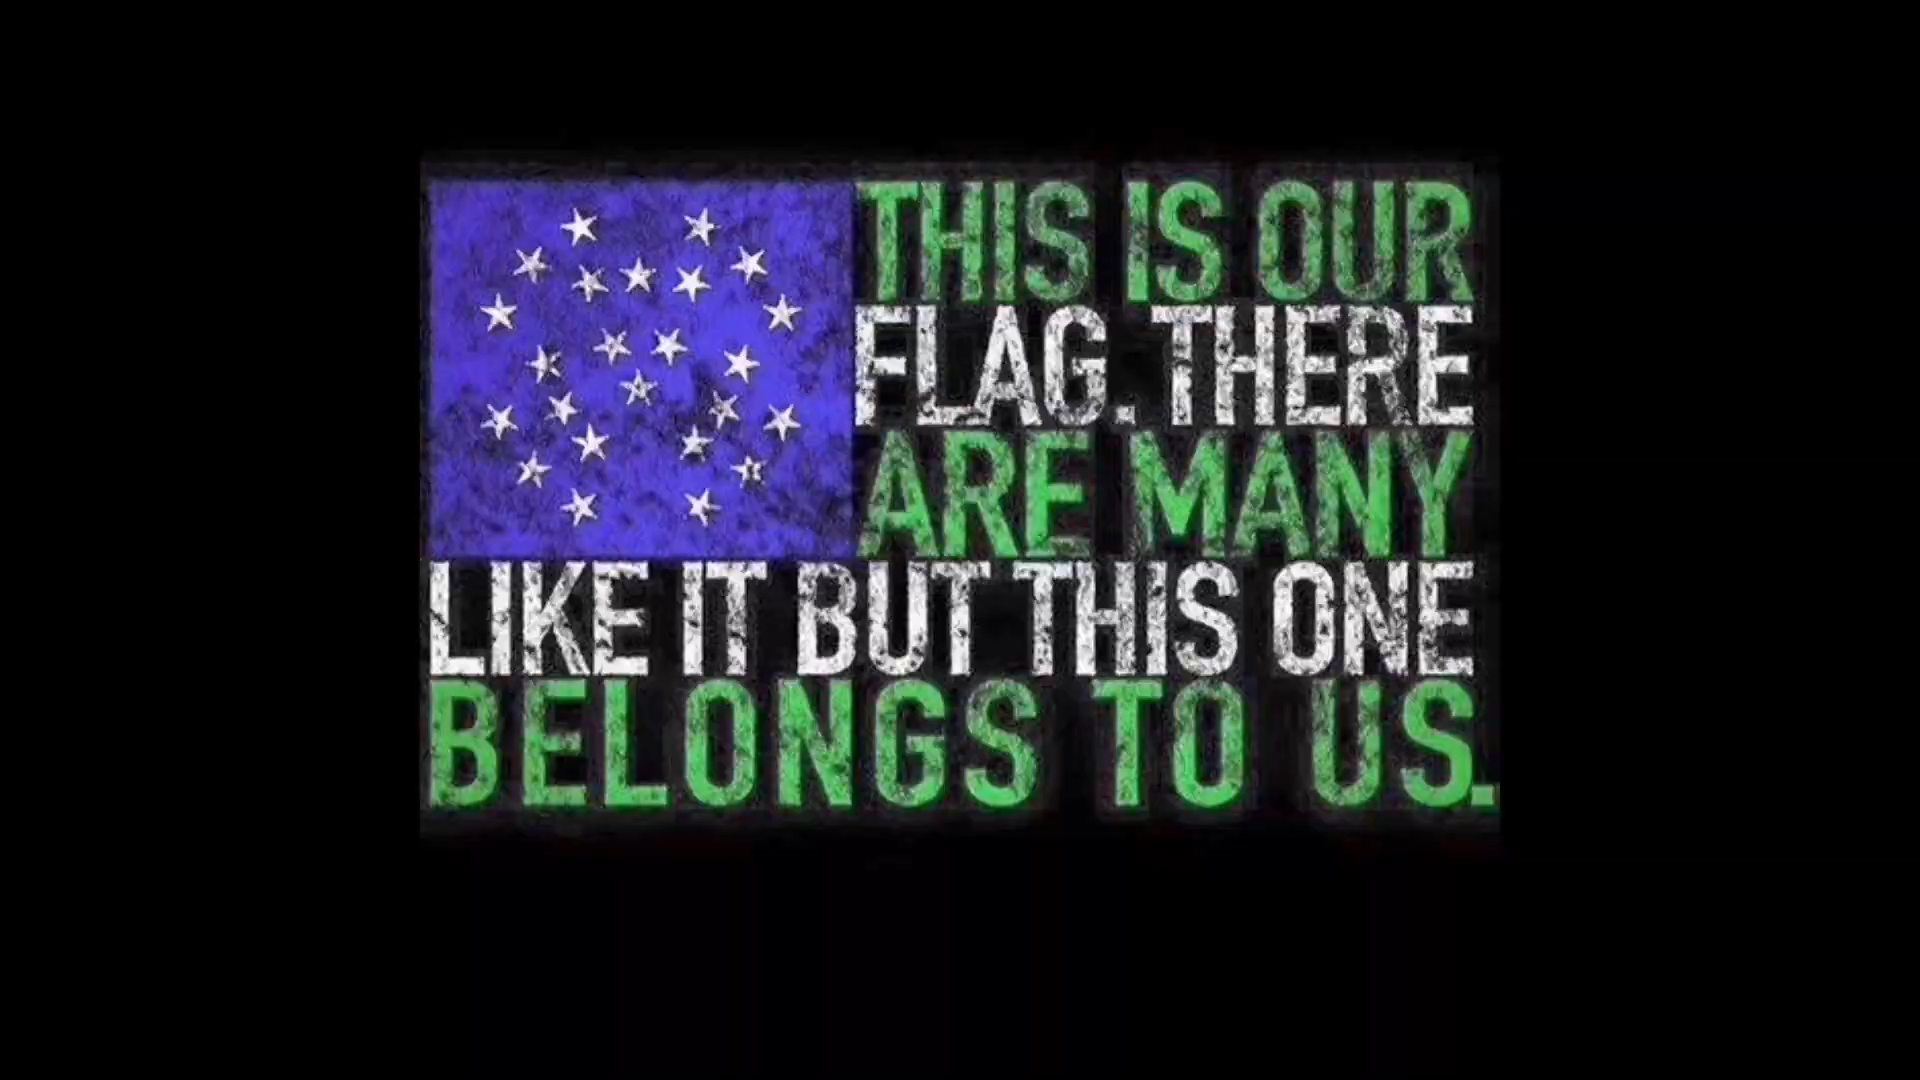 THIS IS OUR
FLAG. THERE
ARE MANY
LIKE IT BUT THIS ONE
BELONGS TO US.